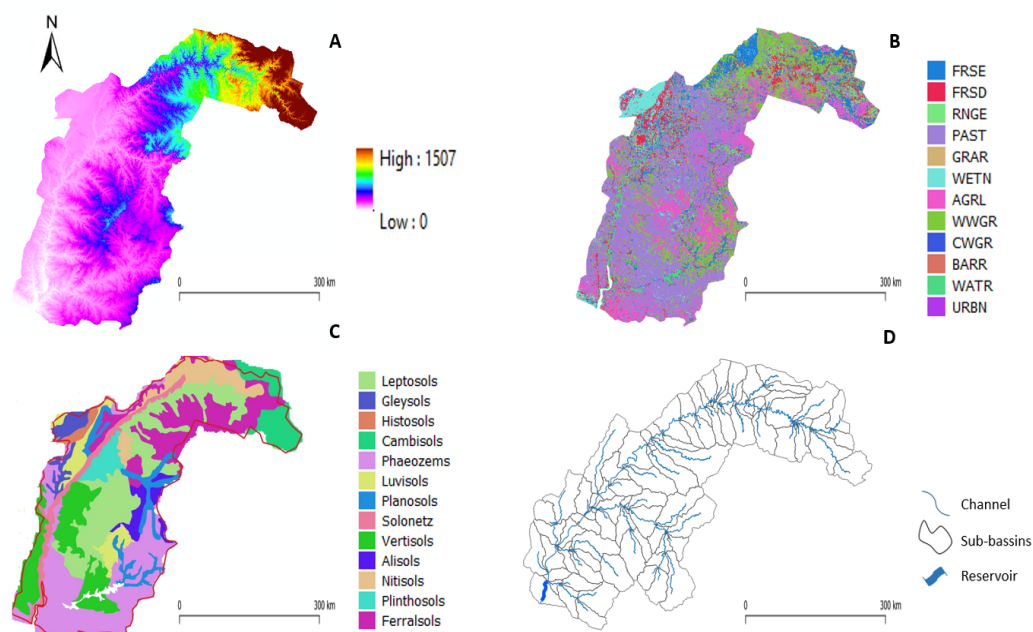 N
A
High : 1507
Low : 0
0
300 km
B
FRSE
FRSD
RNGE
PAST
GRAR
WETN
AGRL
WWGR
CWGR
BARR
WATR
URBN
0
300 km
C
Leptosols
Gleysols
Histosols
Cambisols
Phaeozems
Luvisols
Planosols
Solonetz
Vertisols
Alisols
Nitisols
Plinthosols
Ferralsols
0
300 km
D
Channel
Sub-bassins
Reservoir
0
300 km